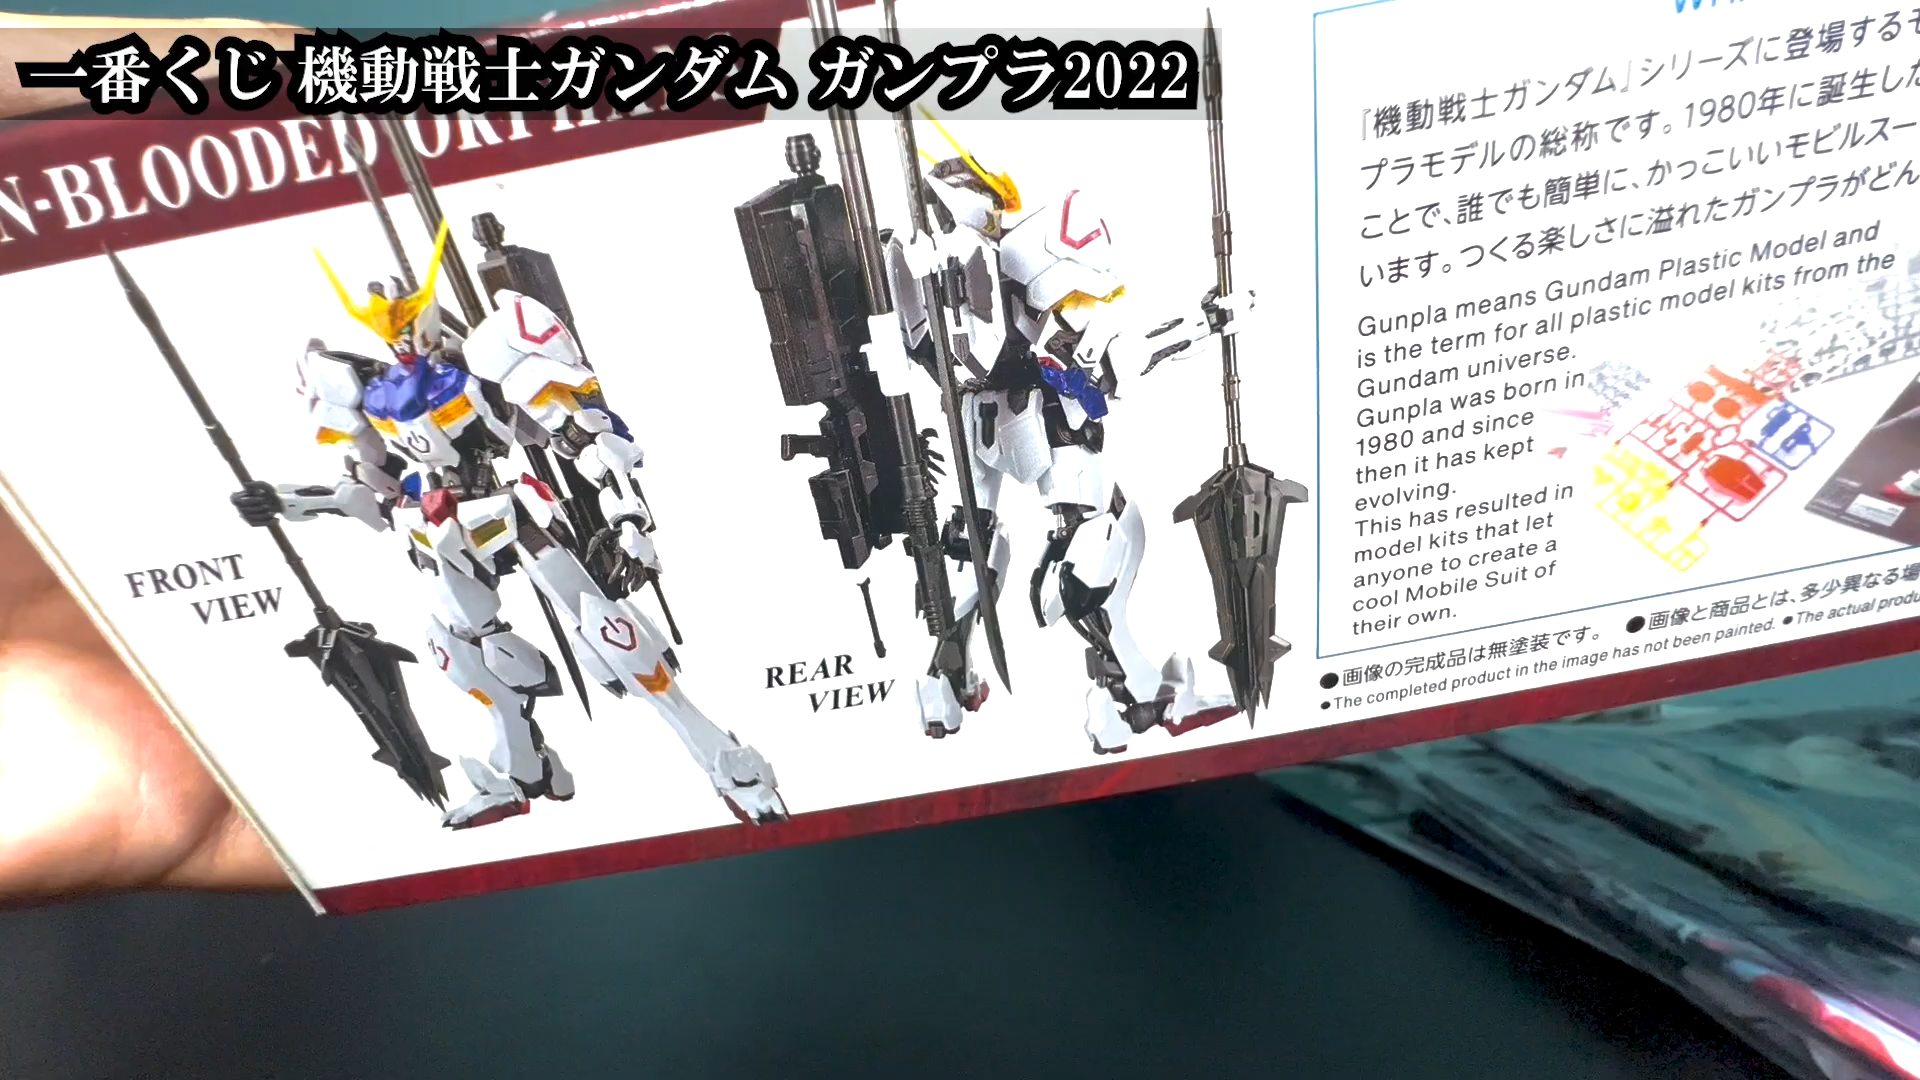 一番くじ 機動戦士ガンダム ガンプラ2022
N-BLOODED
FRONT
VIEW
REAR
VIEW
『機動戦士ガンダム』シリーズに登場するモ
プラモデルの総称です。1980年に誕生した
ことで、誰でも簡単に、かっこいいモビルスー
います。つくる楽しさに溢れたガンプラがどん
Gunpla means Gundam Plastic Model and
is the term for all plastic model kits from the
Gundam universe.
Gunpla was born in
1980 and since
then it has kept
evolving.
This has resulted in
model kits that let
anyone to create a
cool Mobile Suit of
their own.
●画像の完成品は無塗装です。 ●画像と商品とは、多少異なる場
●The completed product in the image has not been painted. ●The actual produ